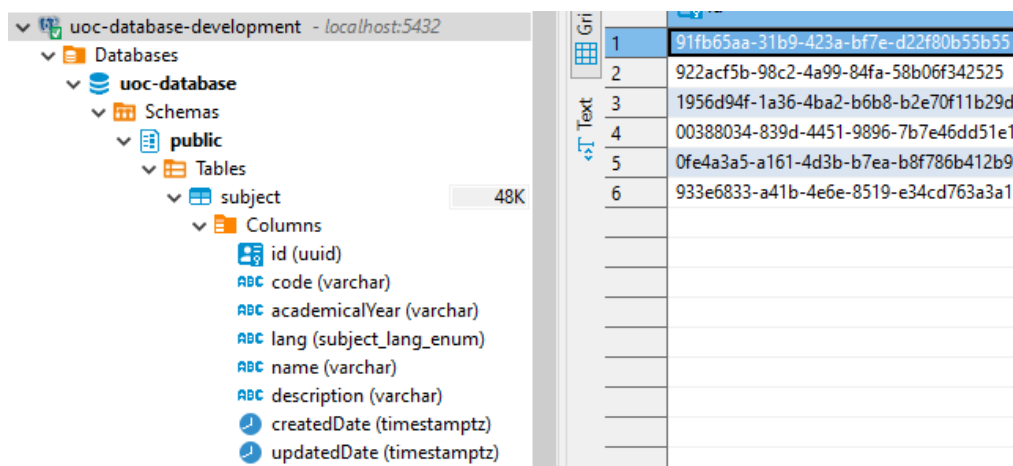 uoc-database-development - localhost:5432
Databases
uoc-database
Schemas
public
Tables
subject 48K
Columns
id (uuid)
code (varchar)
academicalYear (varchar)
lang (subject_lang_enum)
name (varchar)
description (varchar)
createdDate (timestamptz)
updatedDate (timestamptz)
Gri
Text
1 91fb65aa-31b9-423a-bf7e-d22f80b55b55
2 922acf5b-98c2-4a99-84fa-58b06f342525
3 1956d94f-1a36-4ba2-b6b8-b2e70f11b29d
4 00388034-839d-4451-9896-7b7e46dd51e1
5 0fe4a3a5-a161-4d3b-b7ea-b8f786b412b9
6 933e6833-a41b-4e6e-8519-e34cd763a3a1